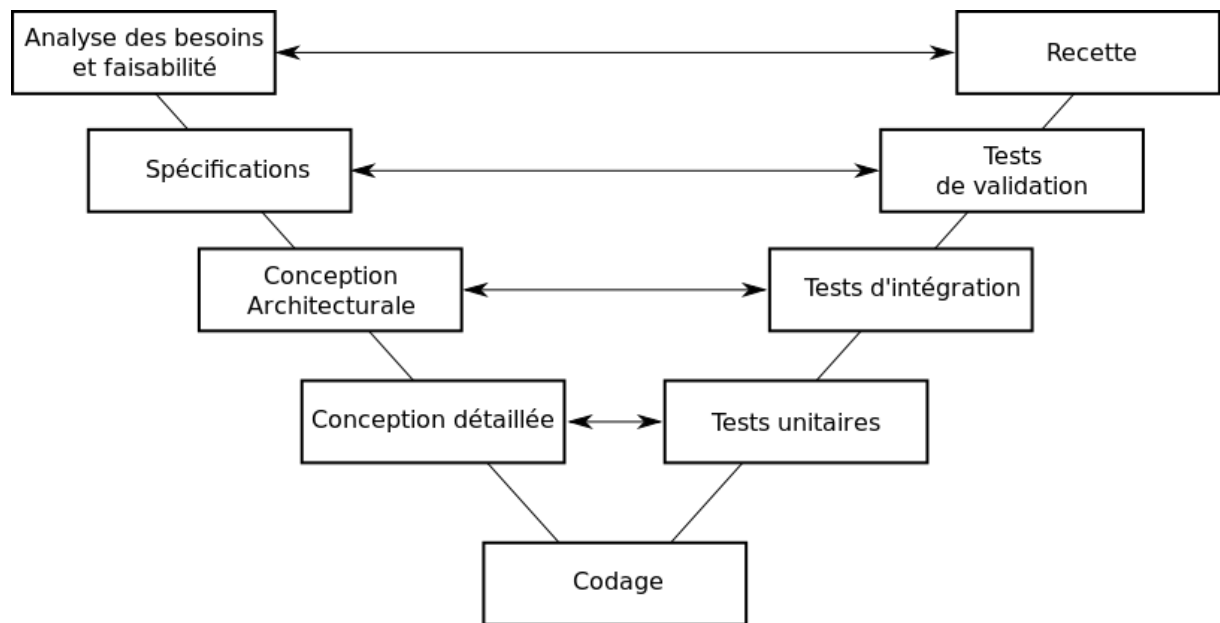 Analyse des besoins
et faisabilité
Recette
Spécifications
Tests
de validation
Conception
Architecturale
Tests d'intégration
Conception détaillée
Tests unitaires
Codage